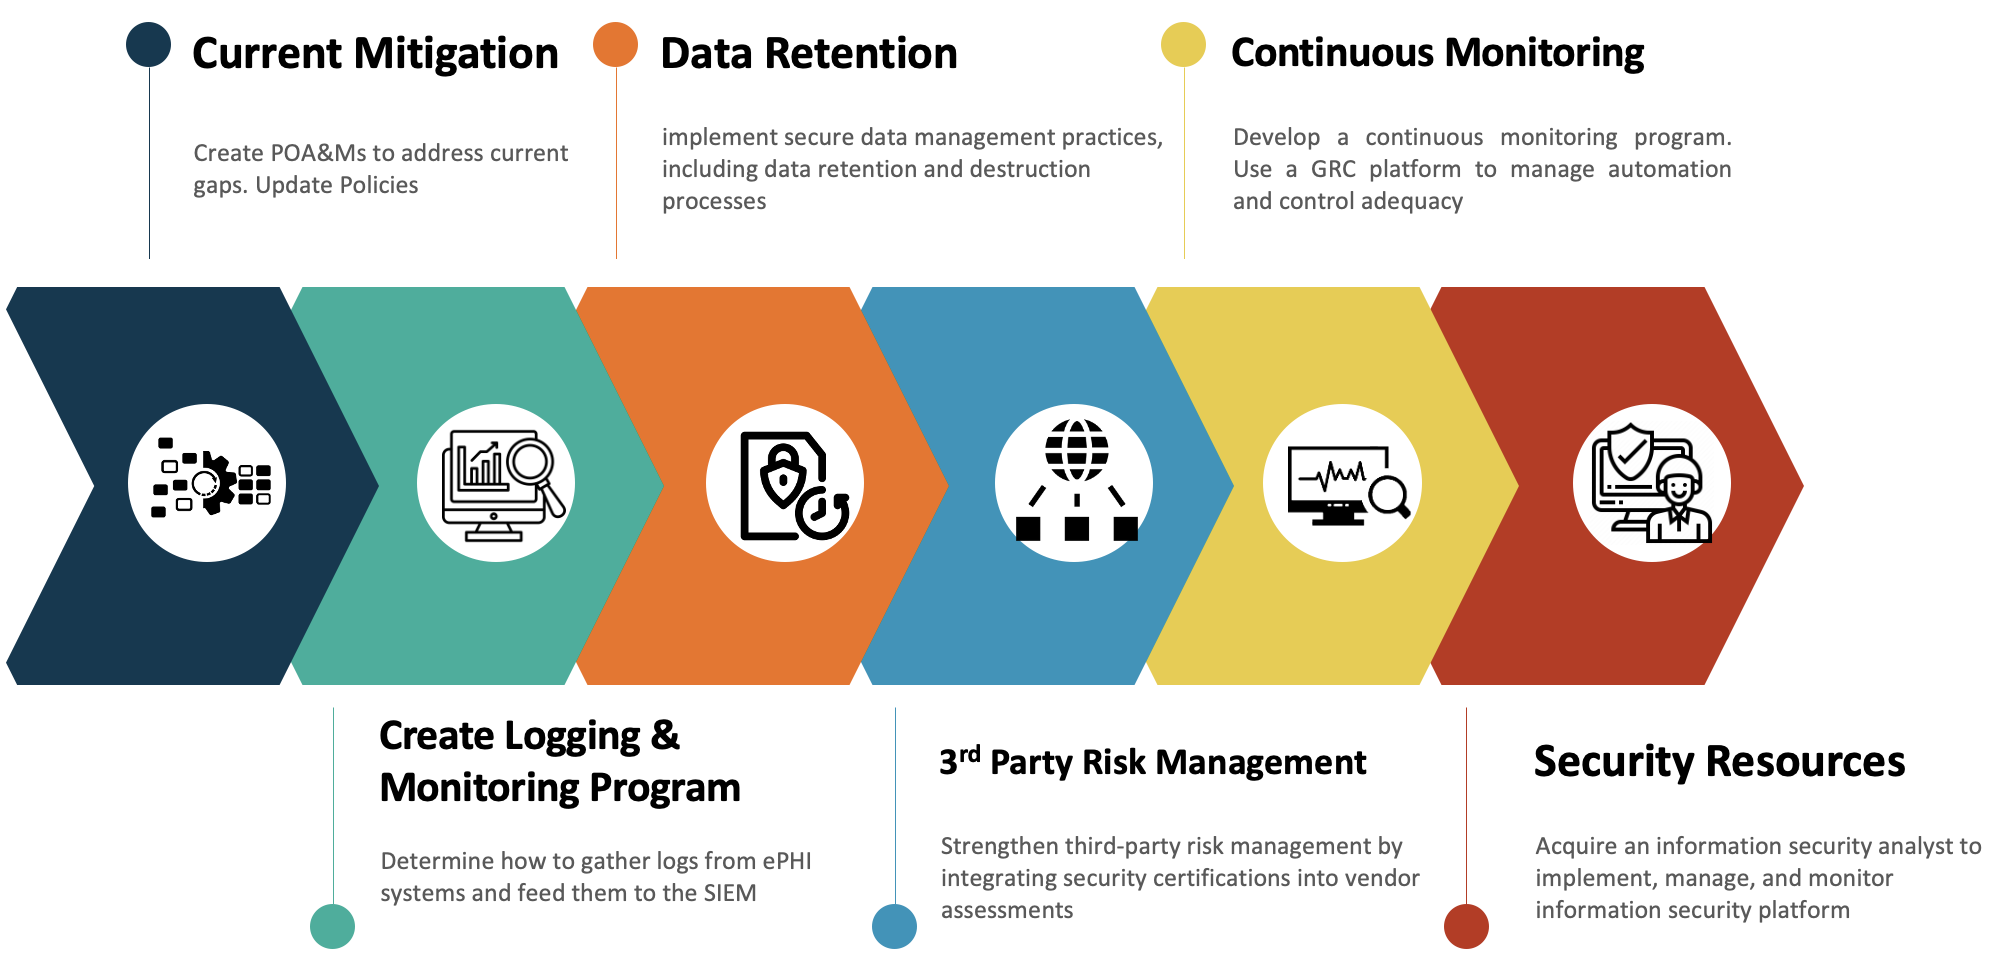 Current Mitigation
Create POA&Ms to address current
gaps. Update Policies
Data Retention
implement secure data management practices,
including data retention and destruction
processes
Continuous Monitoring
Develop a continuous monitoring program.
Use a GRC platform to manage automation
and control adequacy
Create Logging &
Monitoring Program
Determine how to gather logs from ePHI
systems and feed them to the SIEM
3rd Party Risk Management
Strengthen third-party risk management by
integrating security certifications into vendor
assessments
Security Resources
Acquire an information security analyst to
implement, manage, and monitor
information security platform